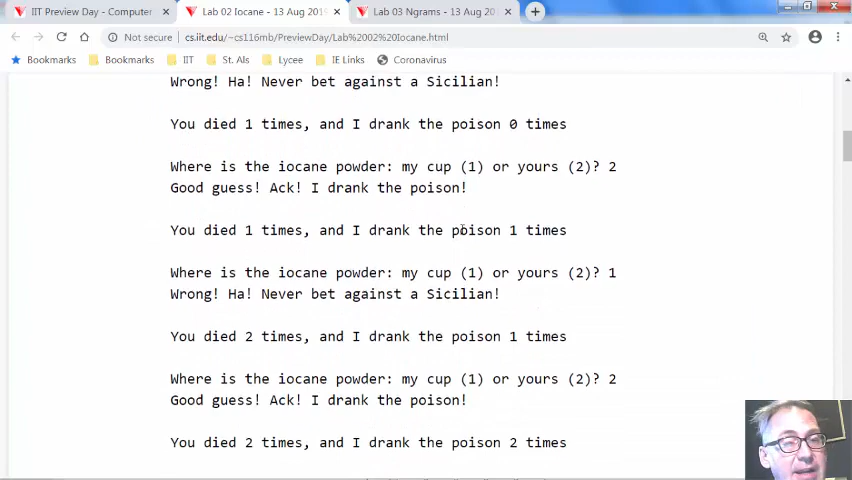 IIT Preview Day - Computer × Lab 02 Iocane - 13 Aug 2019 × Lab 03 Ngrams - 13 Aug 20 ×
Not secure | cs.iit.edu/~cs116mb/PreviewDay/Lab%2002%20Iocane.html
Bookmarks Bookmarks IIT St. Als Lycee IE Links Coronavirus
Wrong! Ha! Never bet against a Sicilian!
You died 1 times, and I drank the poison 0 times
Where is the iocane powder: my cup (1) or yours (2)? 2
Good guess! Ack! I drank the poison!
You died 1 times, and I drank the poison 1 times
Where is the iocane powder: my cup (1) or yours (2)? 1
Wrong! Ha! Never bet against a Sicilian!
You died 2 times, and I drank the poison 1 times
Where is the iocane powder: my cup (1) or yours (2)? 2
Good guess! Ack! I drank the poison!
You died 2 times, and I drank the poison 2 times